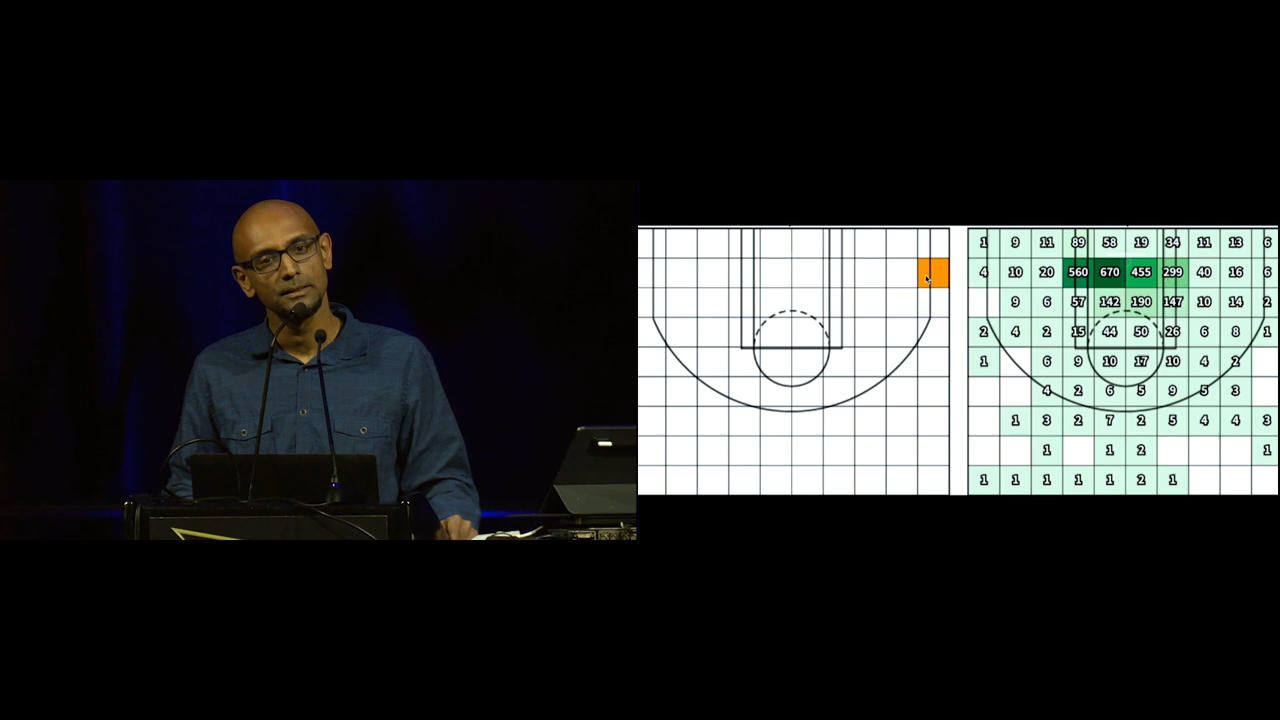 1 9 11 89 58 19 34 11 13 6
4 10 20 560 670 455 299 40 16 6
9 6 57 142 190 147 10 14 2
2 4 2 15 44 50 26 6 8 1
1 6 9 10 17 10 4 2
4 2 6 5 9 5 3
1 3 2 7 2 5 4 4 3
1 1 2 1
1 1 1 1 1 2 1